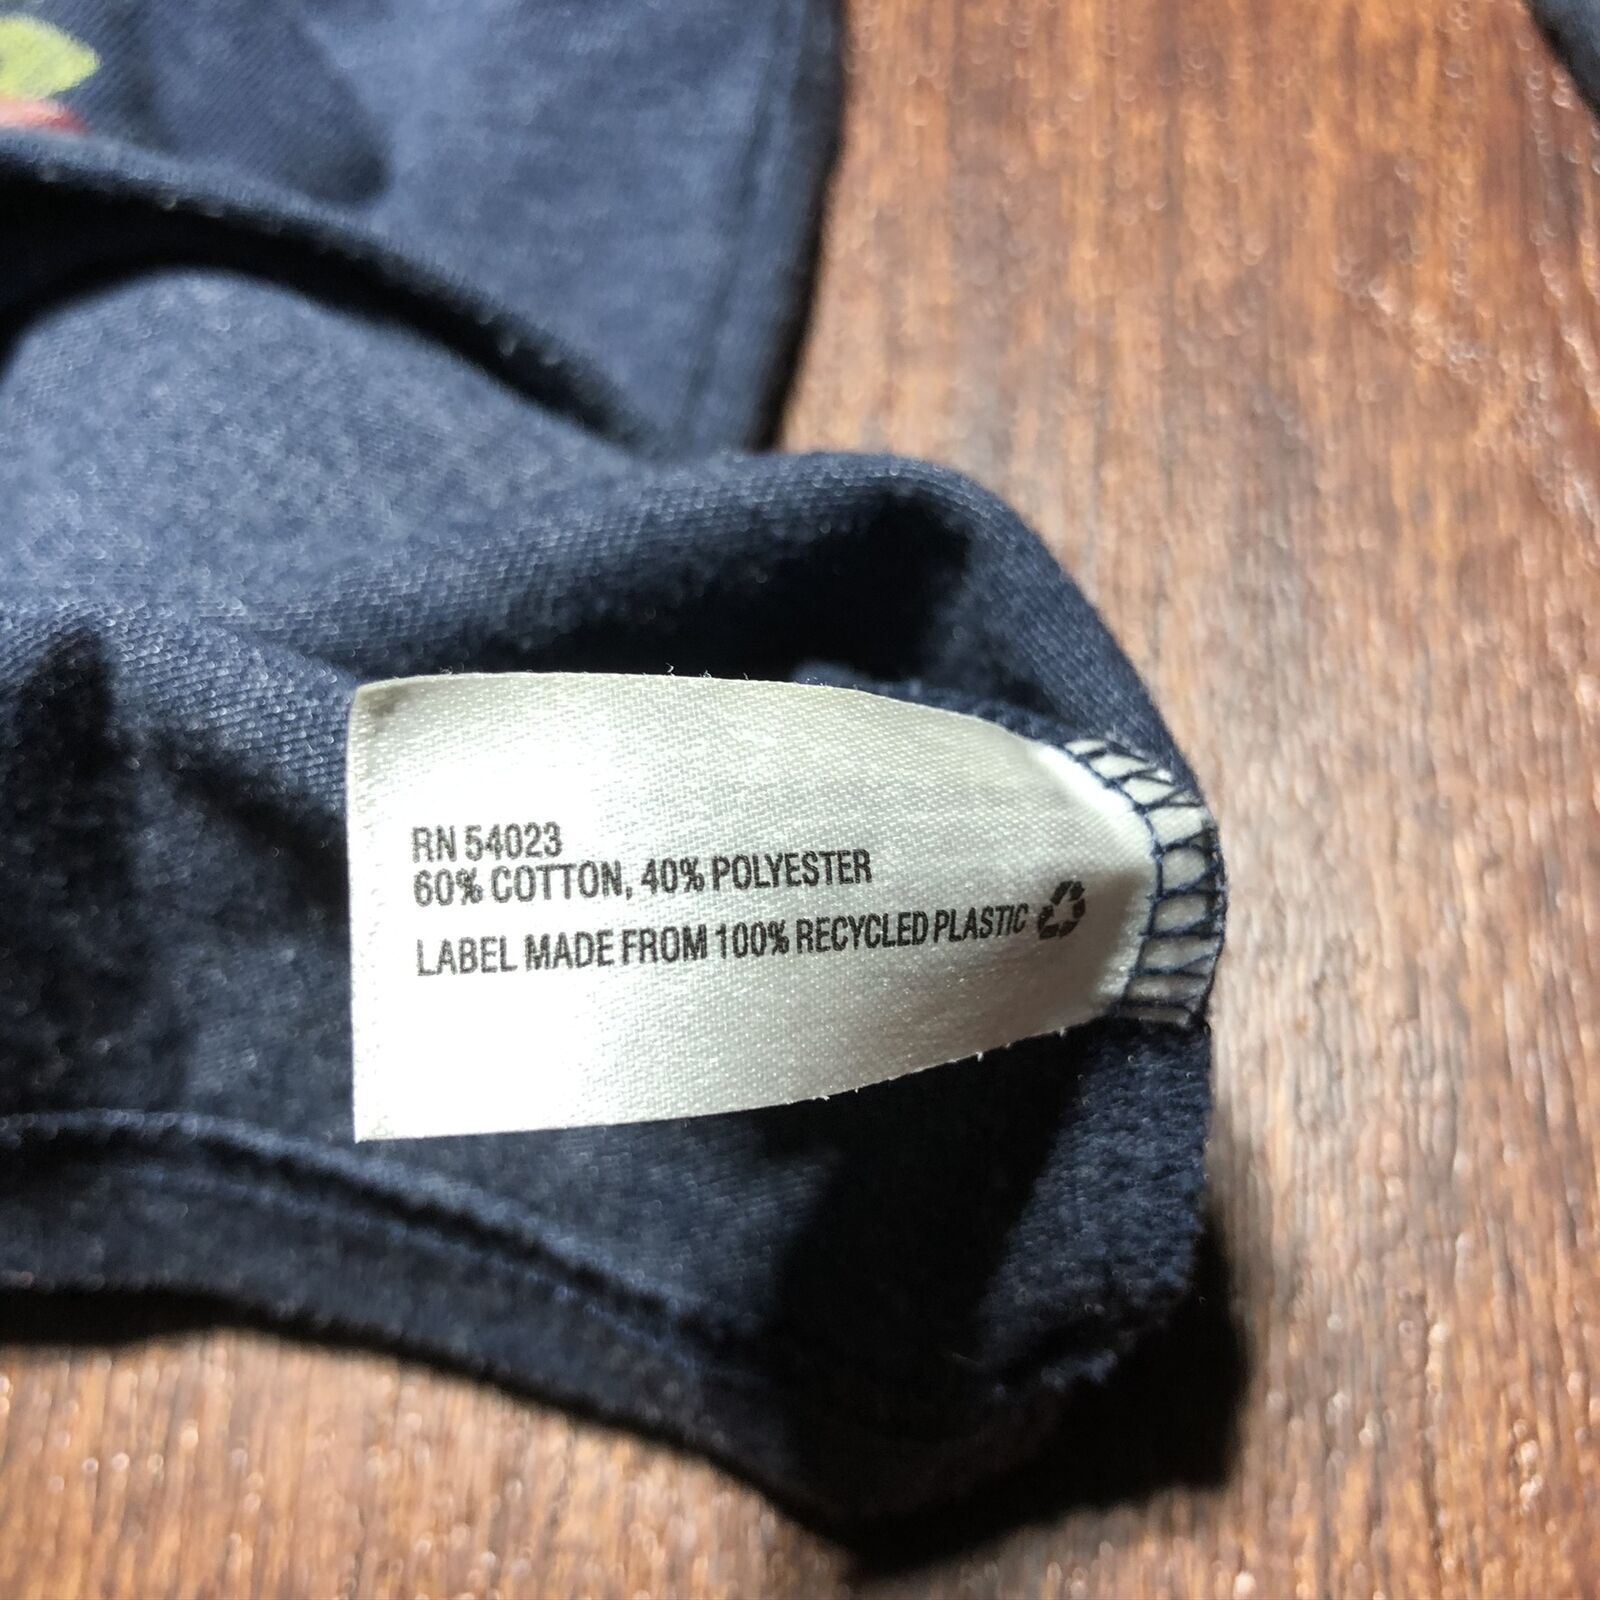 RN 54023
60% COTTON, 40% POLYESTER
LABEL MADE FROM 100% RECYCLED PLASTIC